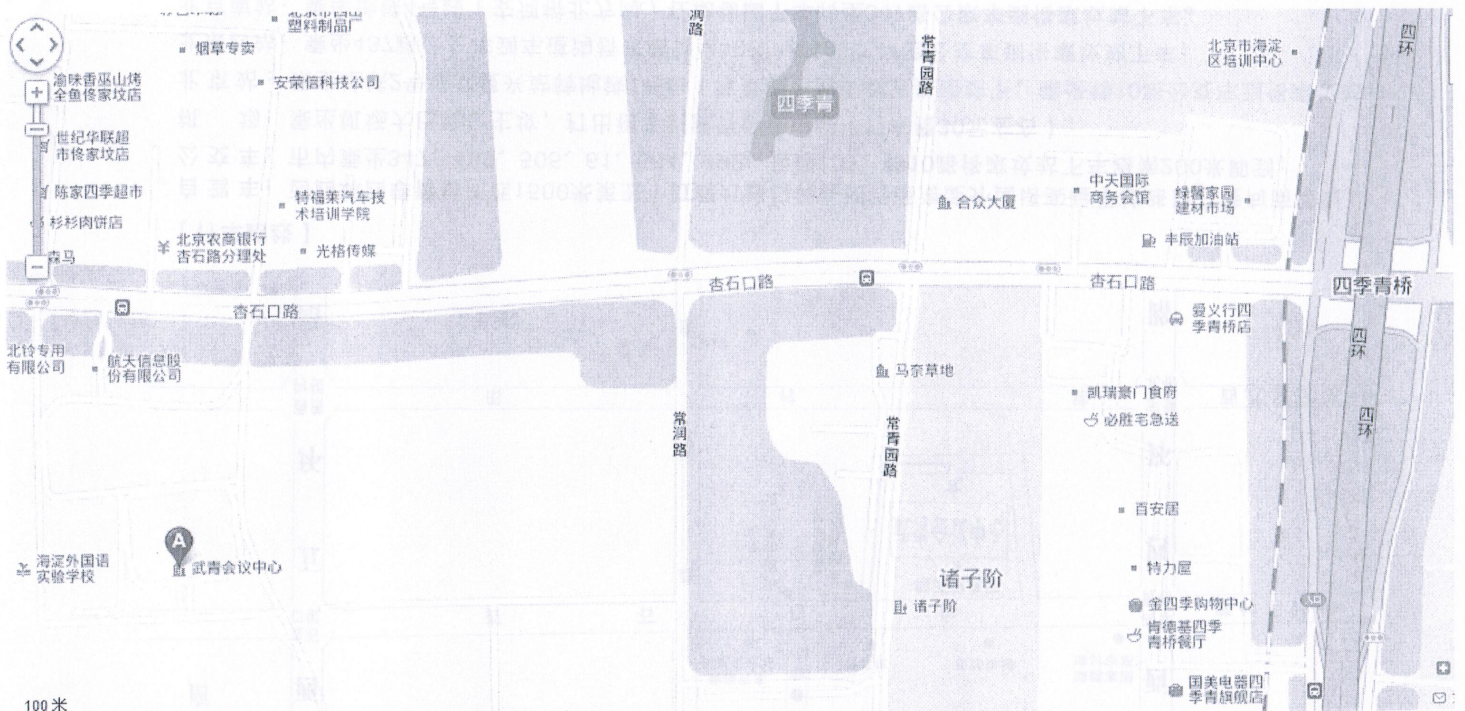 塑料制品厂
烟草专卖
安荣信科技公司
渝味香巫山烤
全鱼佟家坟店
世纪华联超
市佟家坟店
陈家四季超市
杉杉肉饼店
森马
特福莱汽车技
术培训学院
北京农商银行
杏石路分理处
光格传媒
杏石口路
北铃专用
有限公司
航天信息股
份有限公司
海淀外国语
实验学校
A
武青会议中心
100 米
润路
常青园路
四季青
北京市海淀
区培训中心
四环
中天国际
商务会馆
绿馨家园
建材市场
合众大厦
丰辰加油站
杏石口路
杏石口路
四季青桥
爱义行四
季青桥店
四环
马奈草地
凯瑞豪门食府
必胜宅急送
常润路
常青园路
四环
百安居
特力屋
诸子阶
诸子阶
金四季购物中心
入口
肯德基四季
青桥餐厅
国美电器四
季青旗舰店